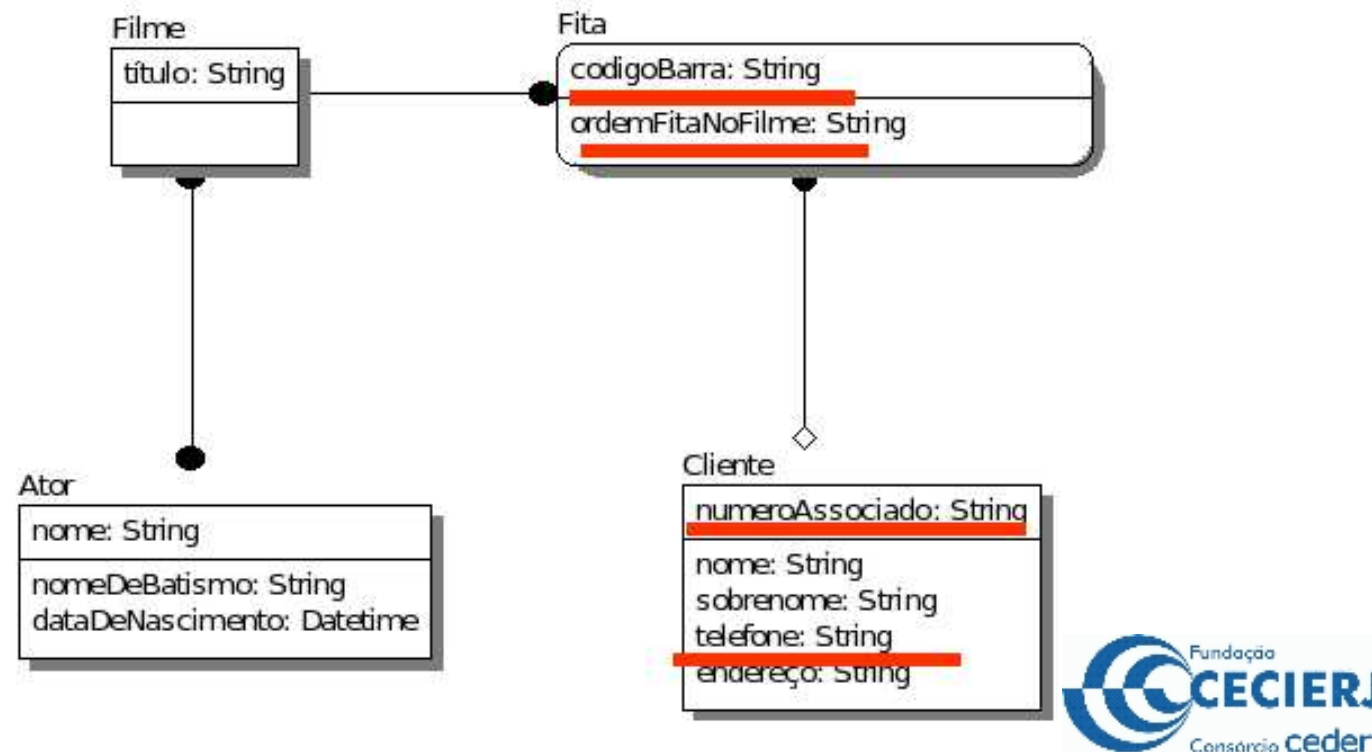 Filme
título: String
Fita
codigoBarra: String
ordemFitaNoFilme: String
Ator
nome: String
nomeDeBatismo: String
dataDeNascimento: Datetime
Cliente
numeroAssociado: String
nome: String
sobrenome: String
telefone: String
endereço: String
Fundação
CECIERJ
Consórcio ceder